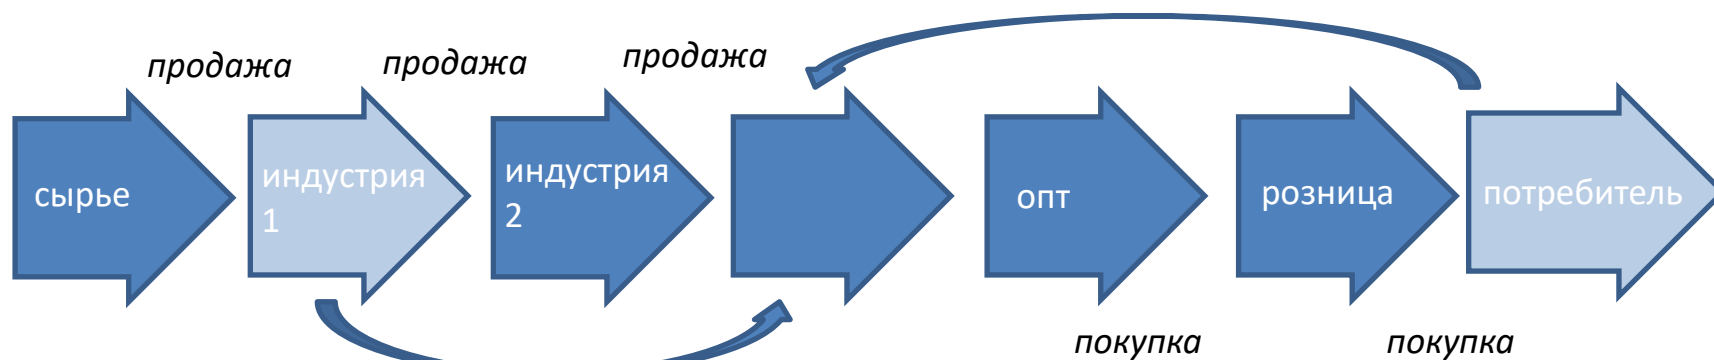 продажа
продажа
продажа
сырье
индустрия
1
индустрия
2
опт
розница
потребитель
покупка
покупка